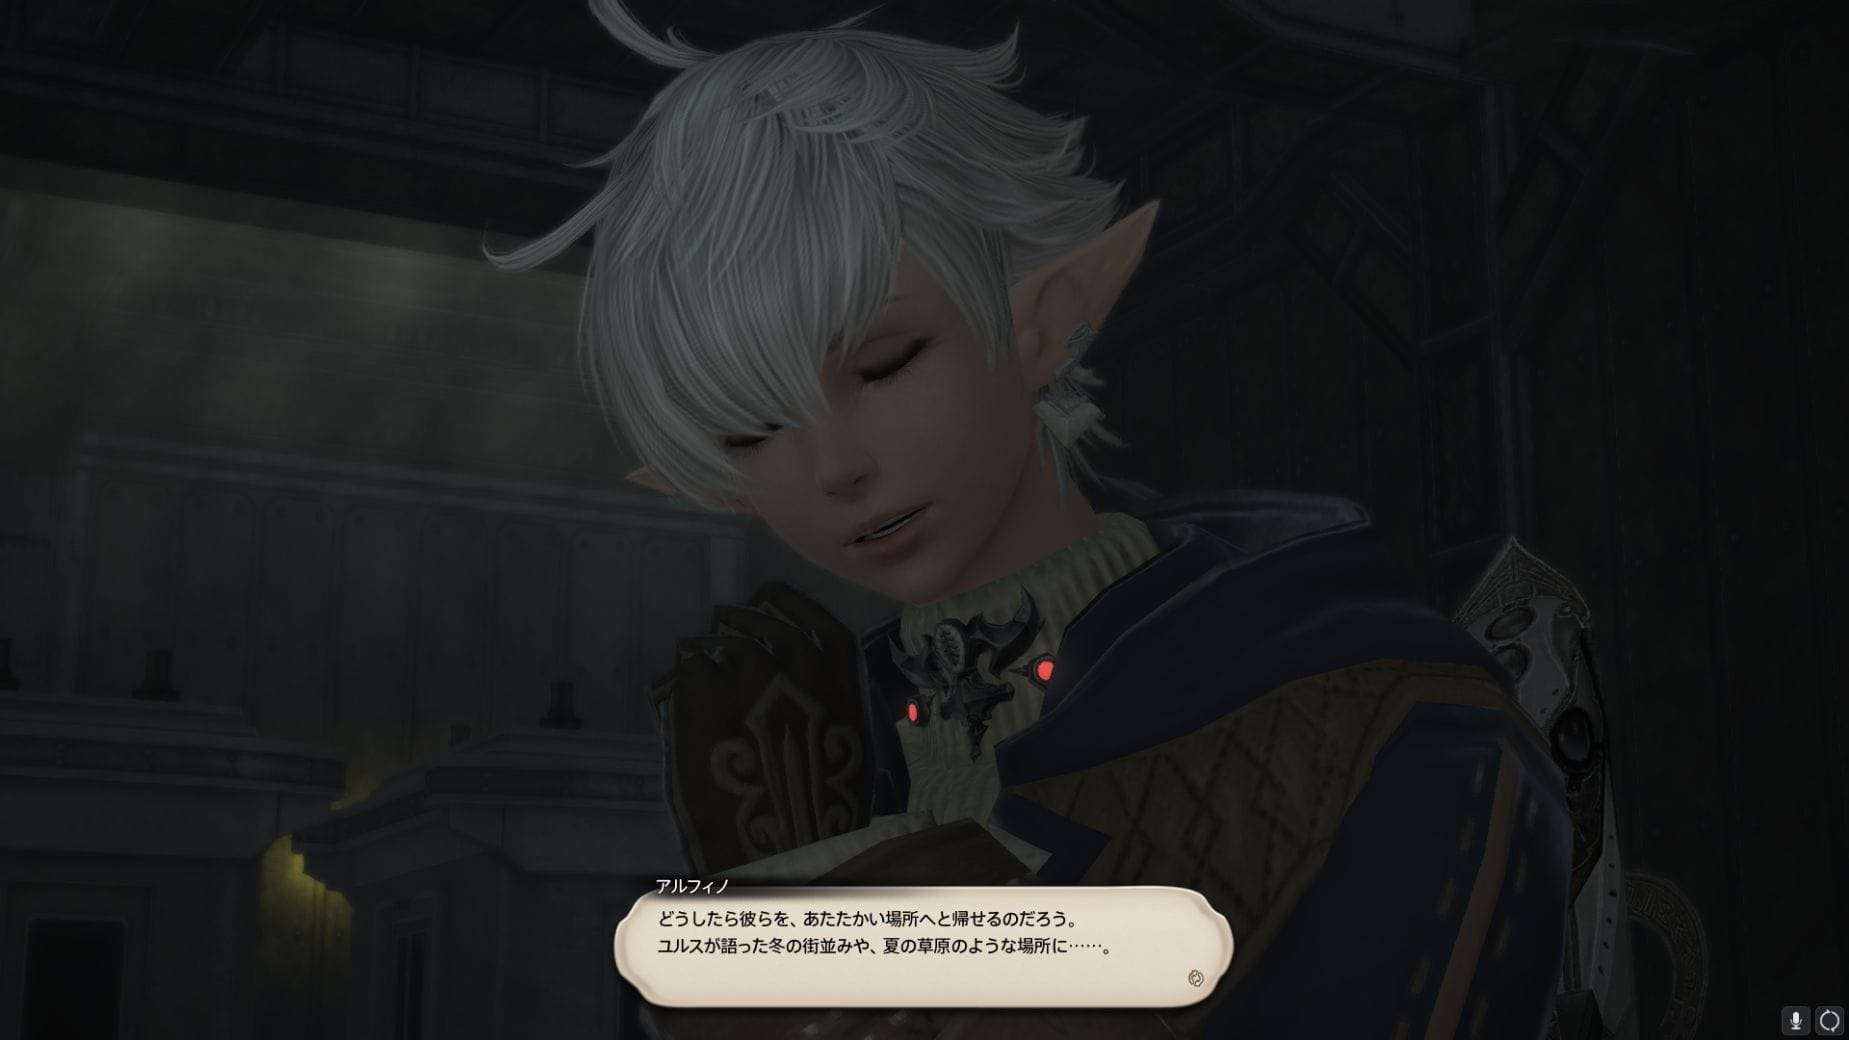 アルフィノ
どうしたら彼らを、あたたかい場所へと帰せるのだろう。
ユルスが語った冬の街並みや、夏の草原のような場所に……。